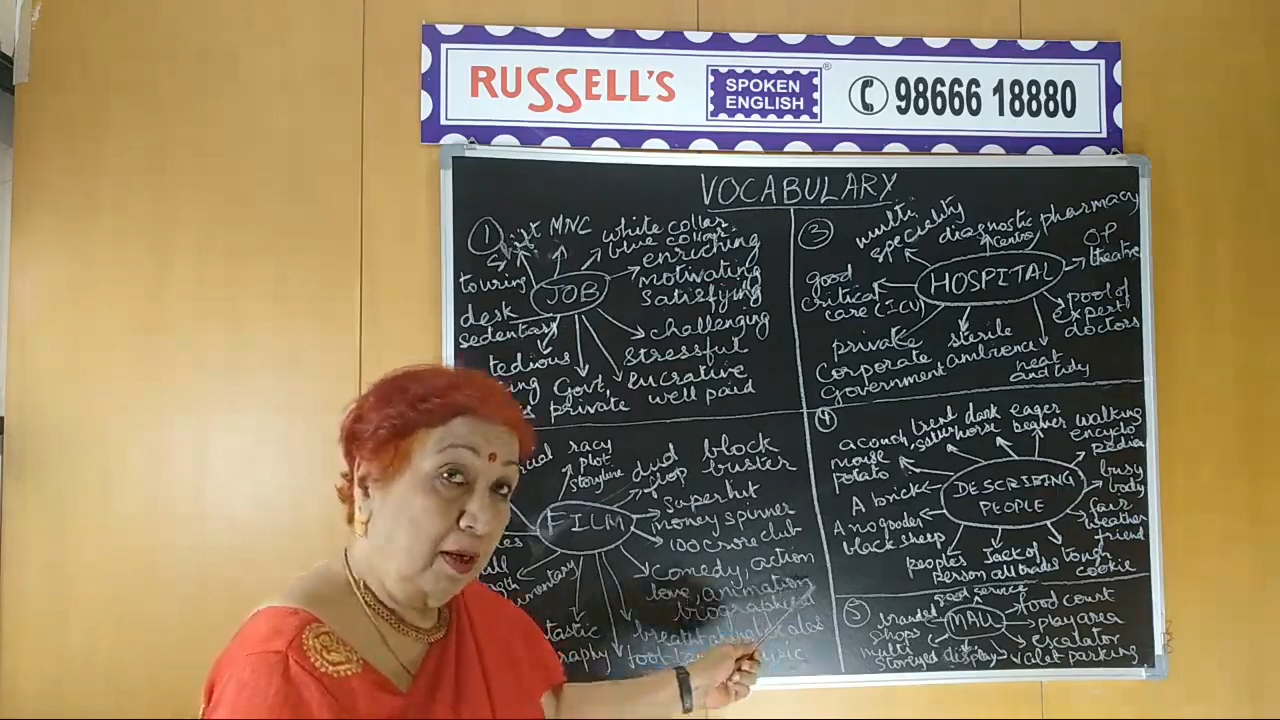 RUSSELL'S
SPOKEN
ENGLISH
98666 18880
VOCABULARY
1
MNC
white collar
blue collar
enriching
motivating
satisfying
touring
JOB
desk
sedentary
challenging
tedious
stressful
Govt,
private
lucrative
well paid
racy
plot
storyline
dud
flop
block
buster
FILM
superhit
money spinner
100 crore club
comedy, action
love, animation
biographical
3
multi
speciality
diagnostic
centre
pharmacy
O.P
theatre
good
critical
care (ICU)
HOSPITAL
pool of
expert
doctors
private
corporate
Government
sterile
ambience
neat
and tidy
4
a couch
mouse
potato
trend
setter
dark
horse
eager
beaver
walking
encyclo
pedia
A brick
DESCRIBING
PEOPLE
busy
body
A no gooder
black sheep
fair
weather
friend
people's
person
Jack of
all trades
tough
cookie
5
good service
branded
shops
MALL
food court
play area
escalator
multi
storeyed
display
valet parking